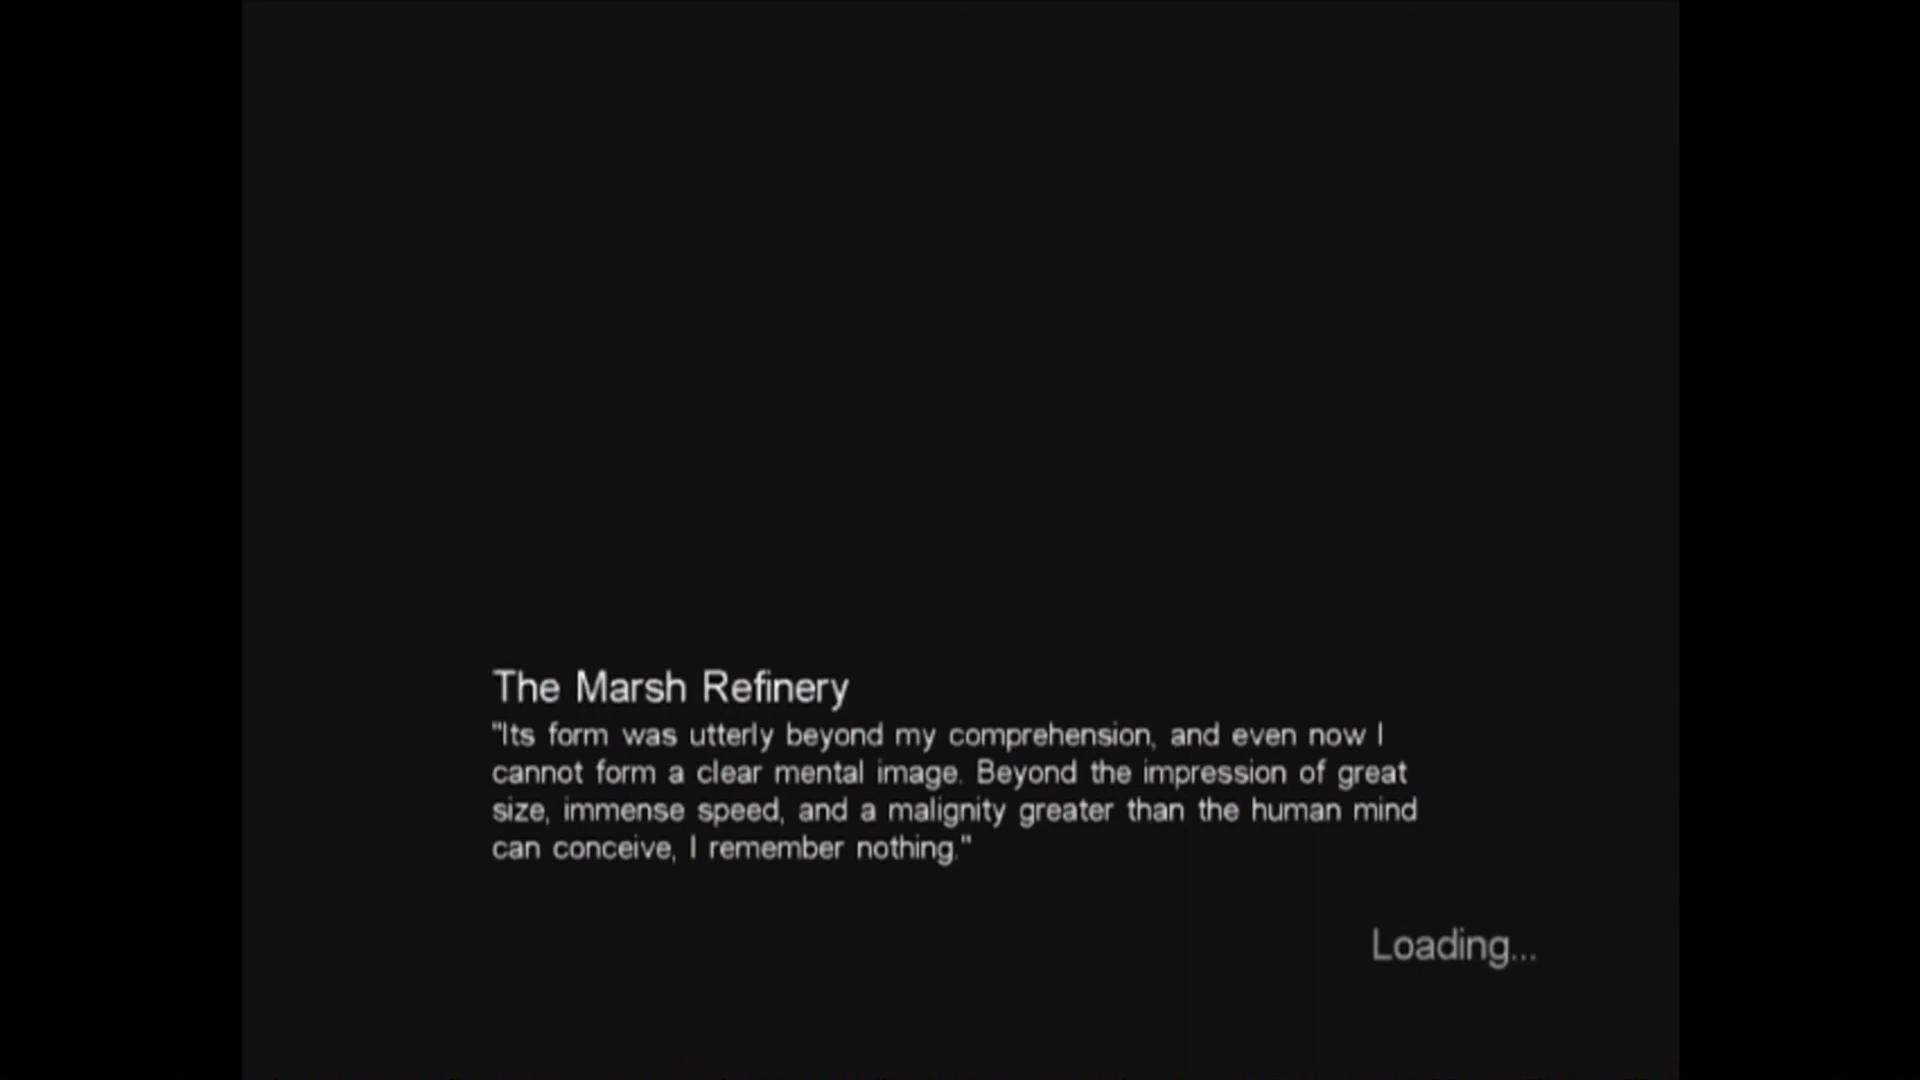 The Marsh Refinery
"Its form was utterly beyond my comprehension, and even now I
cannot form a clear mental image. Beyond the impression of great
size, immense speed, and a malignity greater than the human mind
can conceive, I remember nothing."
Loading...